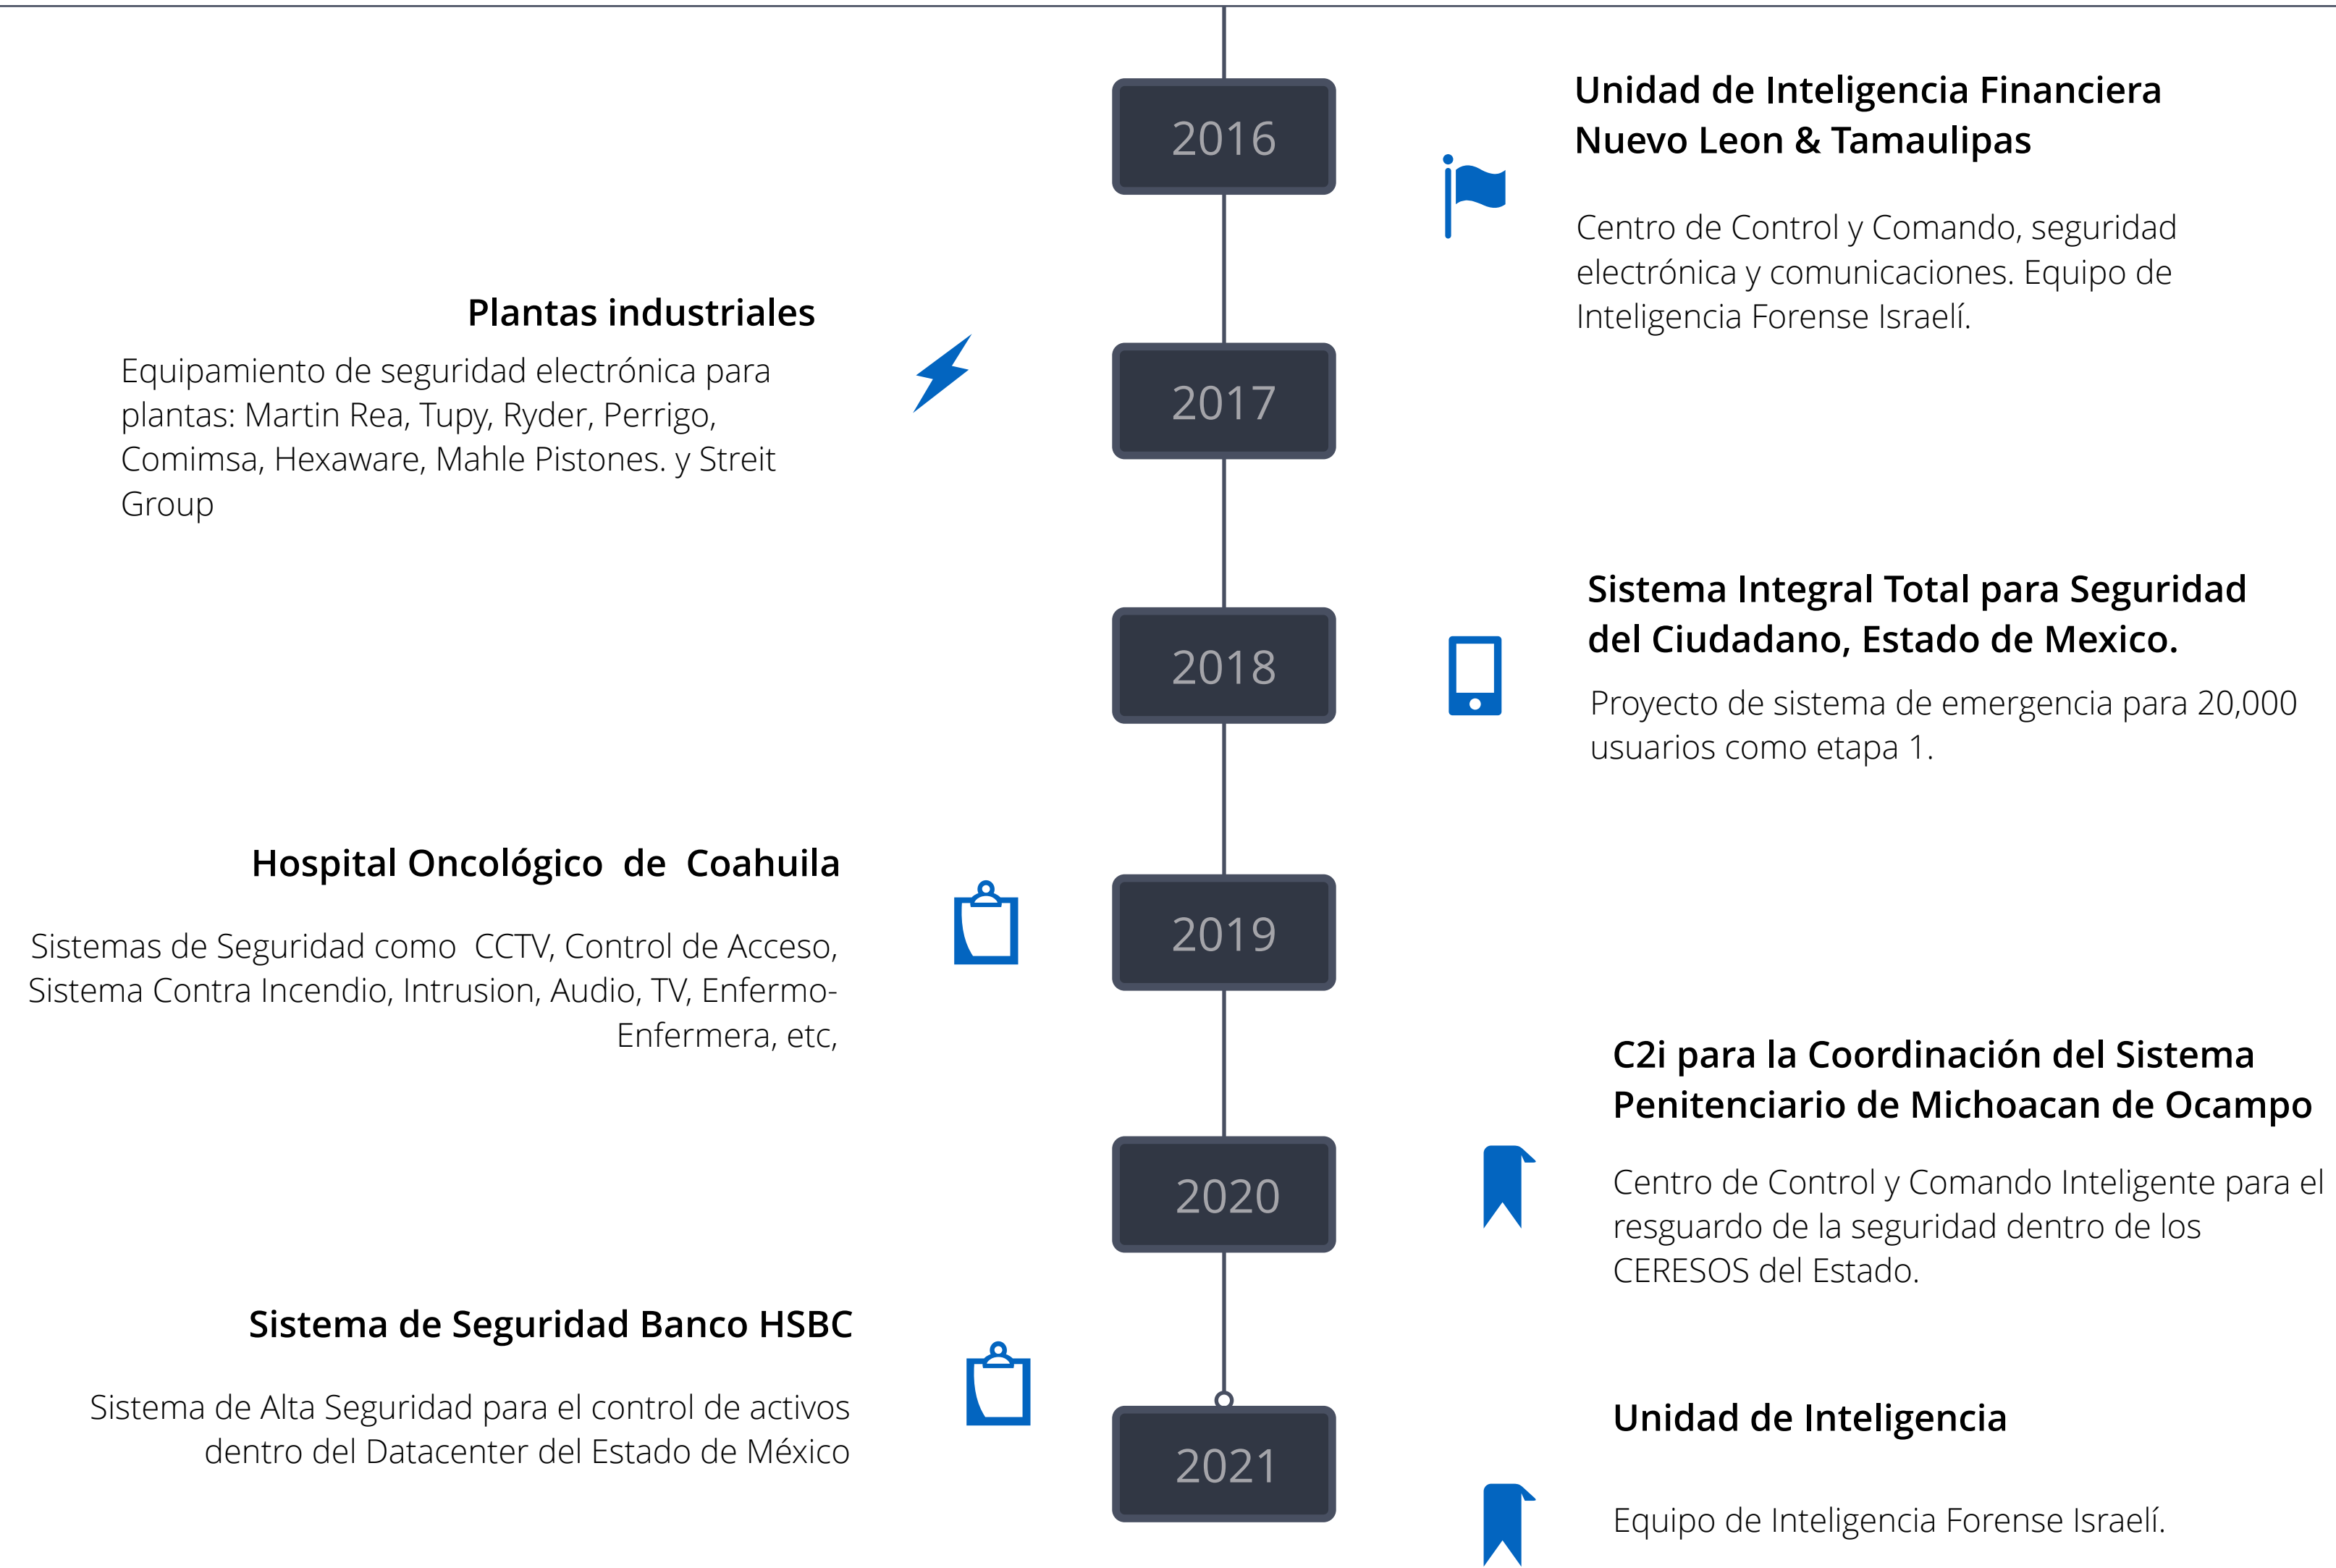 2016
Unidad de Inteligencia Financiera
Nuevo Leon & Tamaulipas
Centro de Control y Comando, seguridad
electrónica y comunicaciones. Equipo de
Inteligencia Forense Israelí.
Plantas industriales
Equipamiento de seguridad electrónica para
plantas: Martin Rea, Tupy, Ryder, Perrigo,
Comimsa, Hexaware, Mahle Pistones. y Streit
Group
2017
2018
Sistema Integral Total para Seguridad
del Ciudadano, Estado de Mexico.
Proyecto de sistema de emergencia para 20,000
usuarios como etapa 1.
Hospital Oncológico  de  Coahuila
Sistemas de Seguridad como  CCTV, Control de Acceso,
Sistema Contra Incendio, Intrusion, Audio, TV, Enfermo-
Enfermera, etc,
2019
2020
C2i para la Coordinación del Sistema
Penitenciario de Michoacan de Ocampo
Centro de Control y Comando Inteligente para el
resguardo de la seguridad dentro de los
CERESOS del Estado.
Sistema de Seguridad Banco HSBC
Sistema de Alta Seguridad para el control de activos
dentro del Datacenter del Estado de México
2021
Unidad de Inteligencia
Equipo de Inteligencia Forense Israelí.